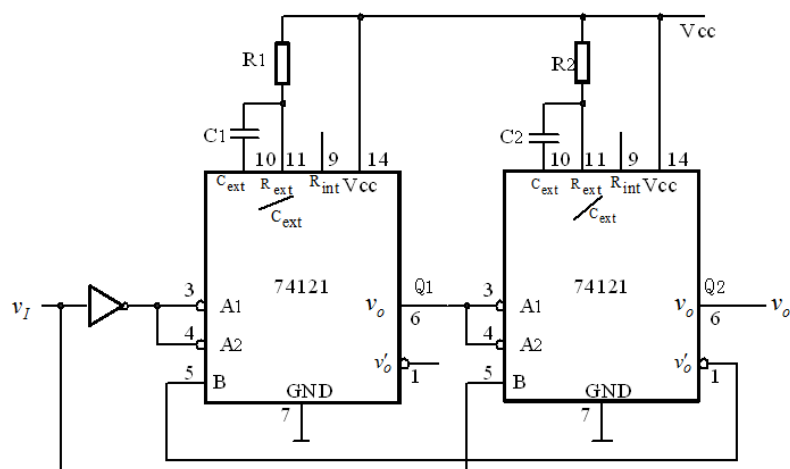 Vcc
R1
R2
C1
C2
10 11 9 14
10 11 9 14
Cext Rext Rint Vcc
Cext
Cext Rext Rint Vcc
Cext
vI
3 A1 74121 vo Q1
6
4 A2
5 B v'o 1
GND
7
3 A1 74121 vo Q2 vo
6
4 A2
5 B v'o 1
GND
7